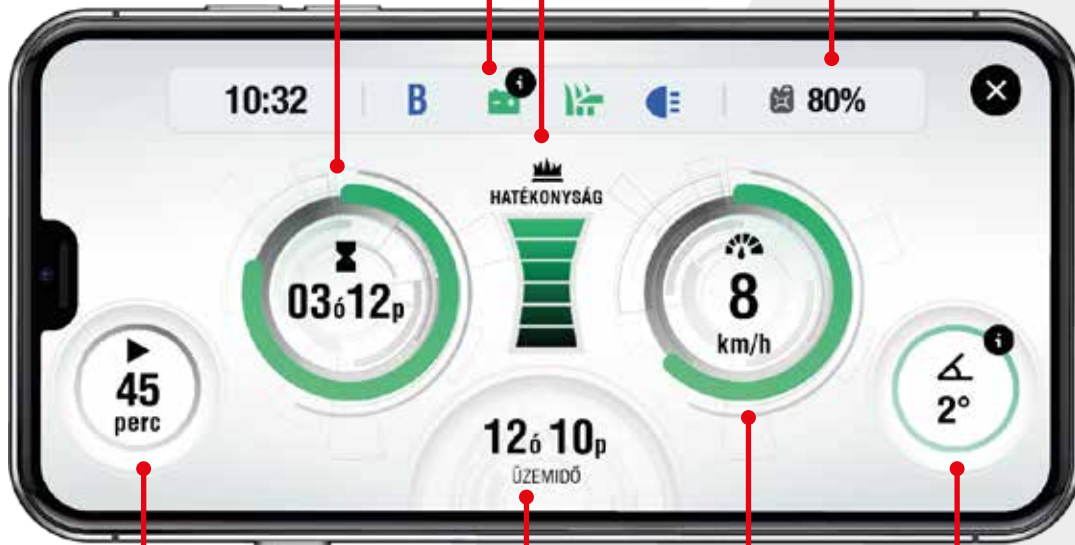 10:32 B 80%
HATÉKONYSÁG
03ó12p
8
km/h
45
perc
2°
12ó 10p
ÜZEMIDŐ